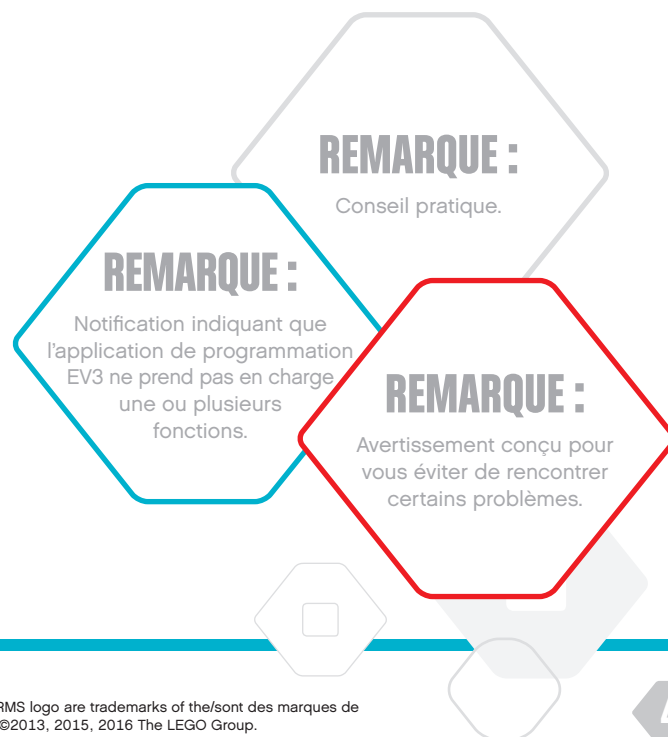 REMARQUE :
Conseil pratique.
REMARQUE :
Notification indiquant que
l'application de programmation
EV3 ne prend pas en charge
une ou plusieurs
fonctions.
REMARQUE :
Avertissement conçu pour
vous éviter de rencontrer
certains problèmes.
logo are trademarks of the/sont des marques de
©2013, 2015, 2016 The LEGO Group.